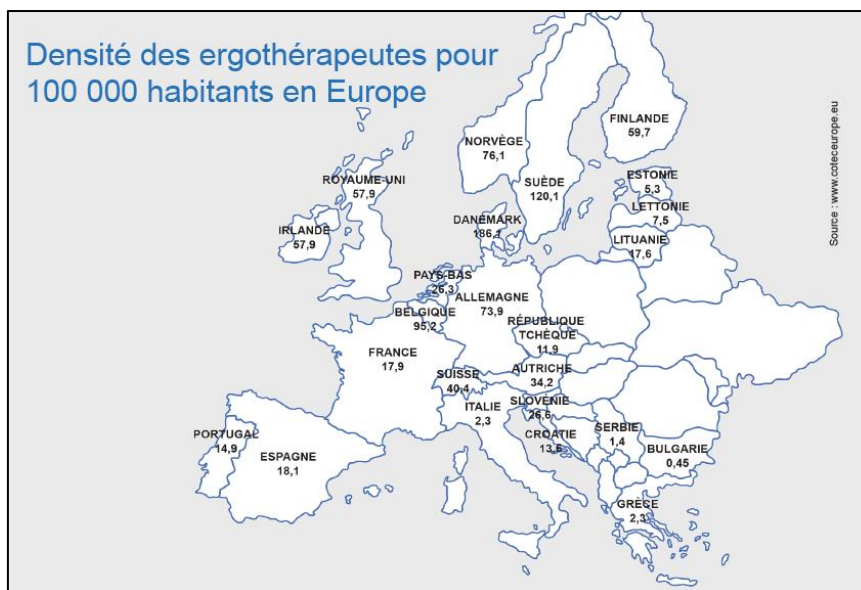 Densité des ergothérapeutes pour
100 000 habitants en Europe
FINLANDE
59,7
NORVÈGE
76,1
SUÈDE
120,1
ESTONIE
5,3
LETTONIE
7,5
LITUANIE
17,6
ROYAUME-UNI
57,9
IRLANDE
57,9
DANEMARK
186,1
PAYS-BAS
26,3
ALLEMAGNE
73,9
BELGIQUE
95,2
RÉPUBLIQUE
TCHÈQUE
11,9
FRANCE
17,9
SUISSE
40,4
AUTRICHE
34,2
SLOVÉNIE
26,6
ITALIE
2,3
CROATIE
13,6
SERBIE
1,4
BULGARIE
0,45
PORTUGAL
14,9
ESPAGNE
18,1
GRÈCE
2,3
Source : www.coteceurope.eu